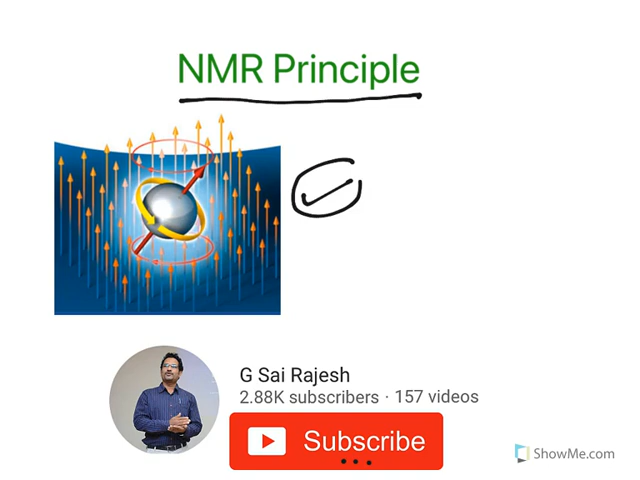 NMR Principle
G Sai Rajesh
2.88K subscribers · 157 videos
Subscribe
ShowMe.com